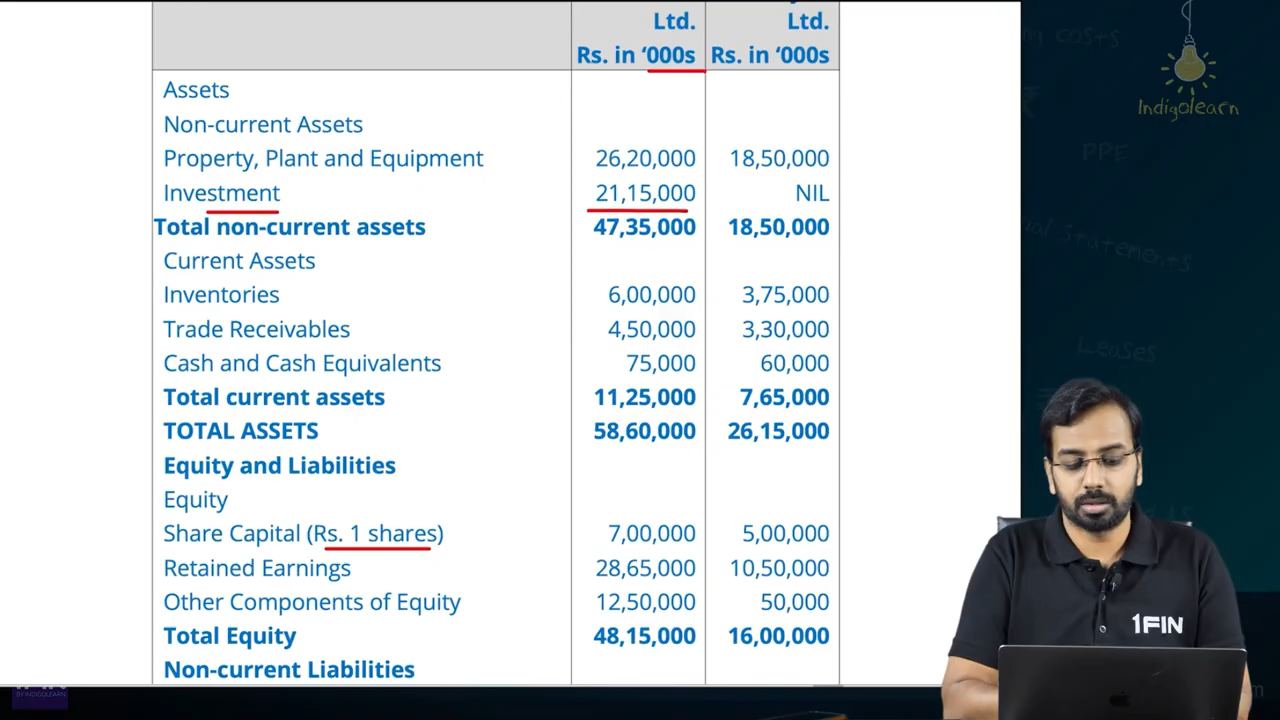 Ltd. Ltd.
Rs. in ‘000s Rs. in ‘000s
Assets
Non-current Assets
Property, Plant and Equipment 26,20,000 18,50,000
Investment 21,15,000 NIL
Total non-current assets 47,35,000 18,50,000
Current Assets
Inventories 6,00,000 3,75,000
Trade Receivables 4,50,000 3,30,000
Cash and Cash Equivalents 75,000 60,000
Total current assets 11,25,000 7,65,000
TOTAL ASSETS 58,60,000 26,15,000
Equity and Liabilities
Equity
Share Capital (Rs. 1 shares) 7,00,000 5,00,000
Retained Earnings 28,65,000 10,50,000
Other Components of Equity 12,50,000 50,000
Total Equity 48,15,000 16,00,000
Non-current Liabilities
BY INDIGOLEARN
Indigolearn
costs
PPE
Statements
Leases
1FIN